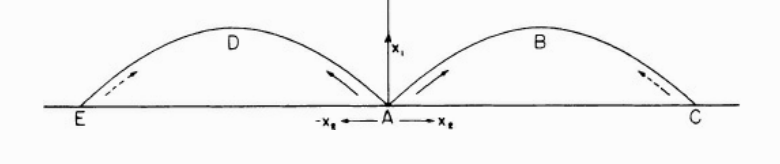 x₁
D B
E -x₂ A x₂ C